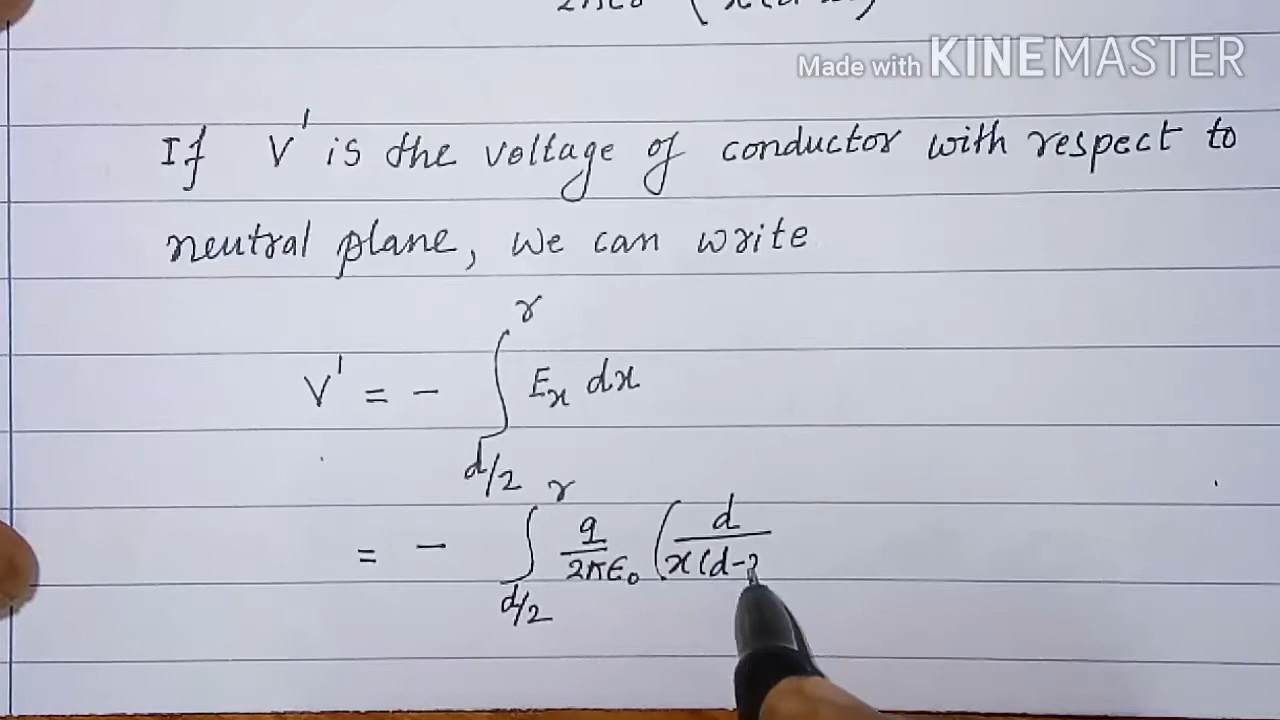 Made with KINEMASTER
If V' is the voltage of conductor with respect to
neutral plane, we can write
V' = - ∫_{d/2}^{r} E_x dx
= - ∫_{d/2}^{r} q/2πε₀ (d/x(d-